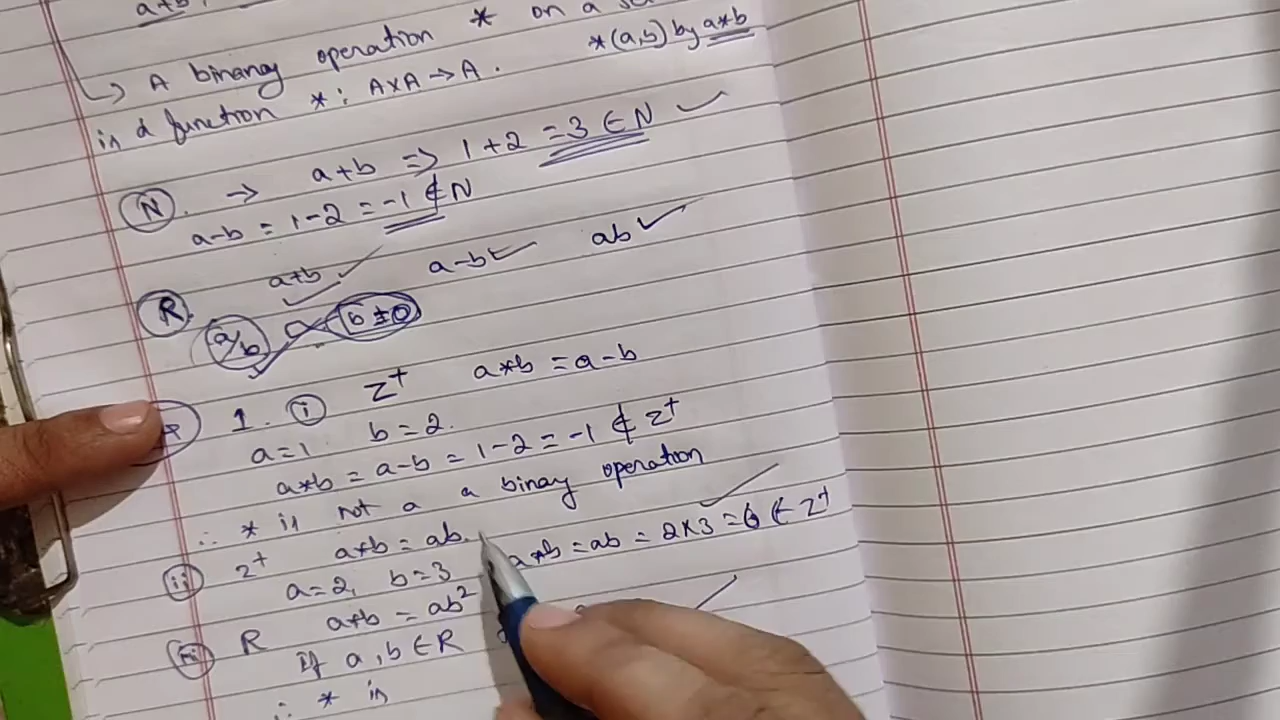 a+b
A binary operation * on a
is a function * : A×A → A. *(a,b) by a*b
N. → a+b ⇒ 1+2 = 3 ∈ N ✓
a-b = 1-2 = -1 ∉ N
R. a+b ✓ a-b ✓ ab ✓
a/b b≠0
1. i Z⁺ a*b = a-b
a=1 b=2.
a*b = a-b = 1-2 = -1 ∉ Z⁺
∴ * is not a a binary operation
ii Z⁺ a*b = ab.
a=2, b=3 a*b = ab = 2×3 = 6 ∈ Z⁺ ✓
iii R a*b = ab²
If a,b ∈ R
∴ * is